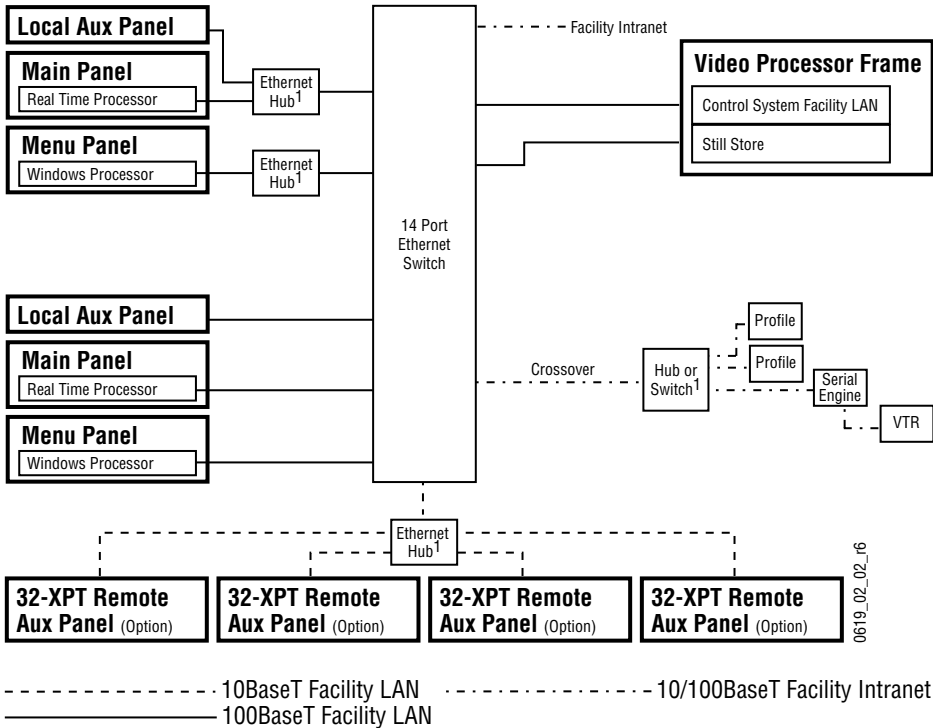 Local Aux Panel
Main Panel
Real Time Processor
Menu Panel
Windows Processor
Ethernet
Hub1
Ethernet
Hub1
14 Port
Ethernet
Switch
Facility Intranet
Video Processor Frame
Control System Facility LAN
Still Store
Local Aux Panel
Main Panel
Real Time Processor
Menu Panel
Windows Processor
Crossover
Hub or
Switch1
Profile
Profile
Serial
Engine
VTR
Ethernet
Hub1
32-XPT Remote
Aux Panel (Option)
32-XPT Remote
Aux Panel (Option)
32-XPT Remote
Aux Panel (Option)
32-XPT Remote
Aux Panel (Option)
0619_02_02_r6
10BaseT Facility LAN
10/100BaseT Facility Intranet
100BaseT Facility LAN